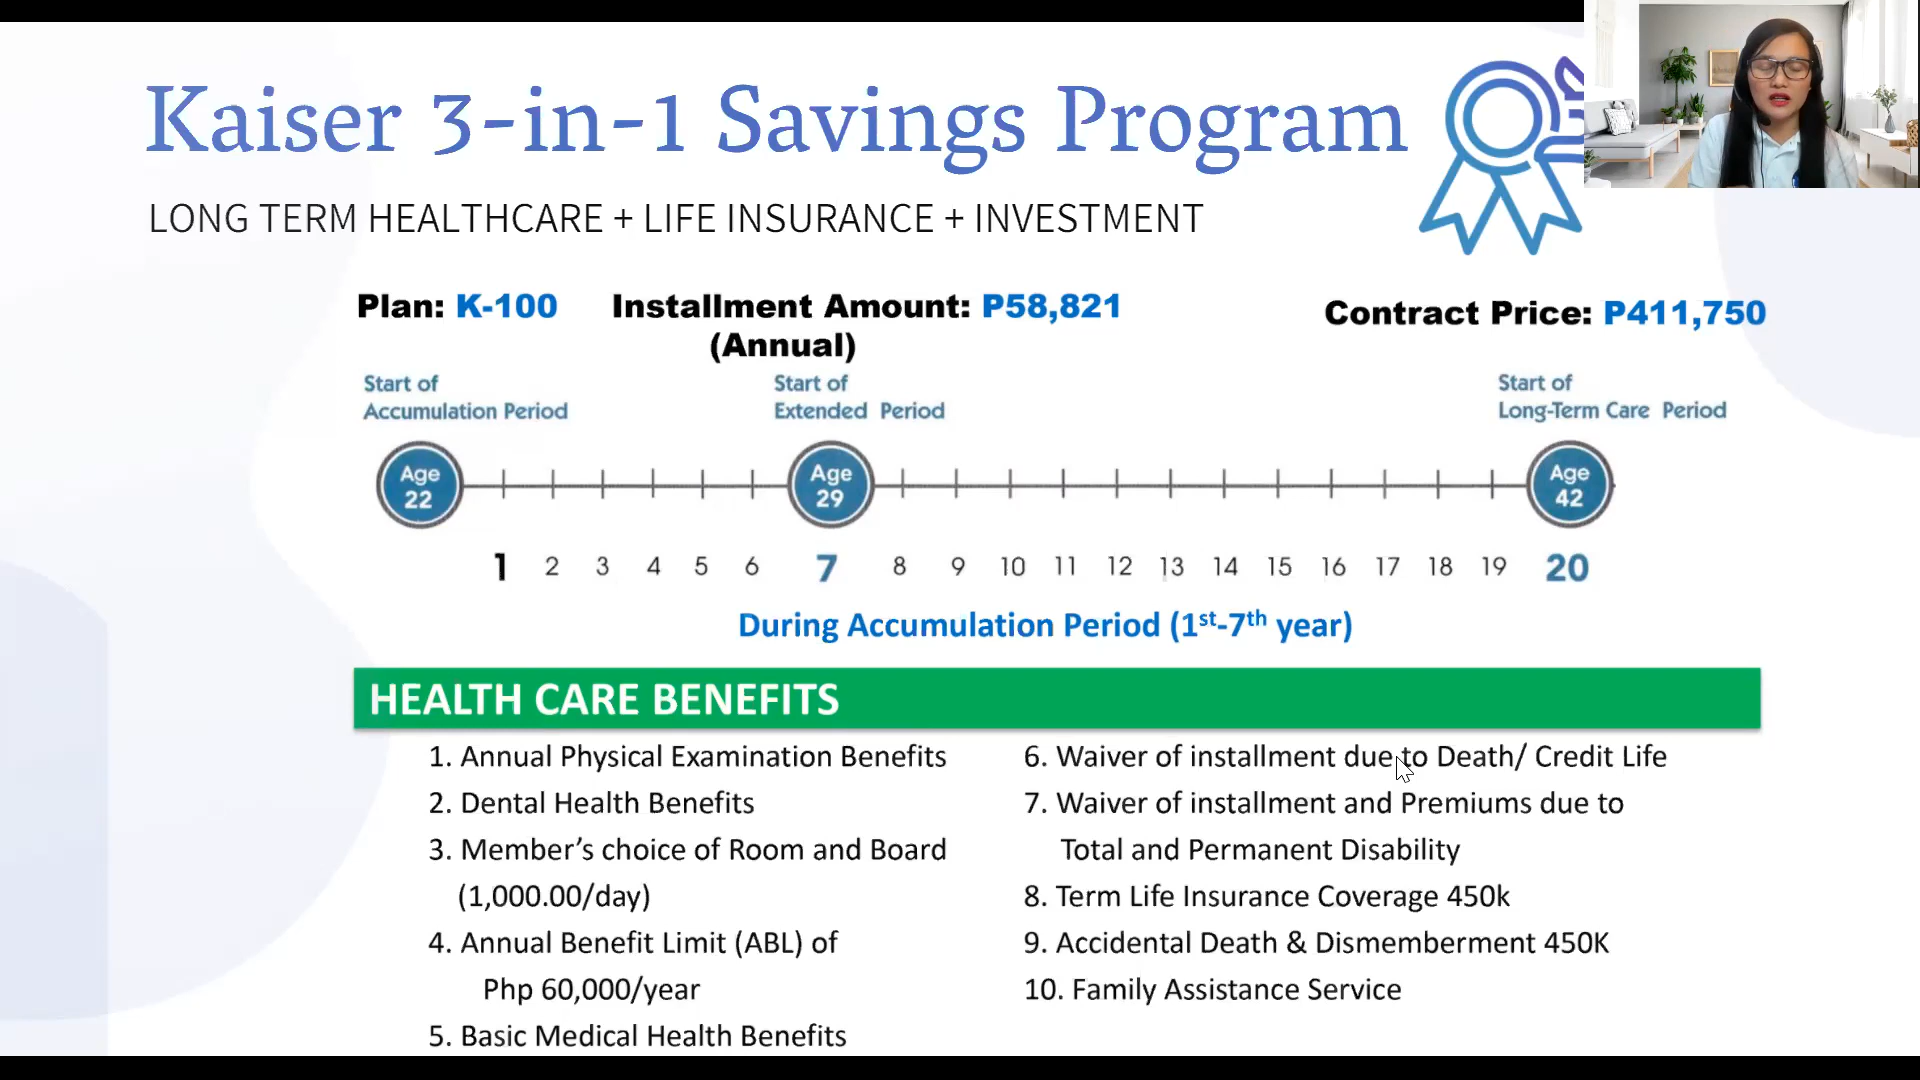 Kaiser 3-in-1 Savings Program
LONG TERM HEALTHCARE + LIFE INSURANCE + INVESTMENT
Plan: K-100
Installment Amount: P58,821
(Annual)
Contract Price: P411,750
Start of
Accumulation Period
Start of
Extended Period
Start of
Long-Term Care Period
Age
22
Age
29
Age
42
1 2 3 4 5 6 7 8 9 10 11 12 13 14 15 16 17 18 19 20
During Accumulation Period (1st-7th year)
HEALTH CARE BENEFITS
1. Annual Physical Examination Benefits
2. Dental Health Benefits
3. Member’s choice of Room and Board
(1,000.00/day)
4. Annual Benefit Limit (ABL) of
Php 60,000/year
5. Basic Medical Health Benefits
6. Waiver of installment due to Death/ Credit Life
7. Waiver of installment and Premiums due to
Total and Permanent Disability
8. Term Life Insurance Coverage 450k
9. Accidental Death & Dismemberment 450K
10. Family Assistance Service